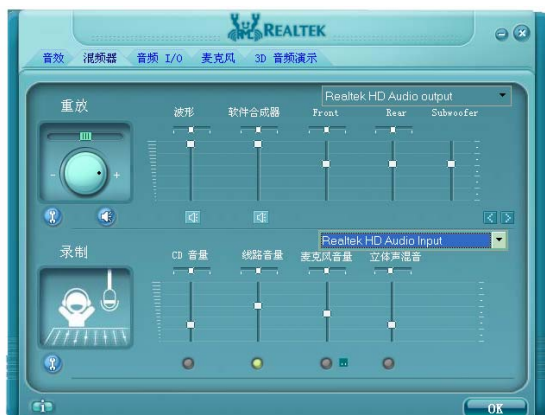 REALTEK
音效 混频器 音频 I/O 麦克风 3D 音频演示
重放
Realtek HD Audio output
波形 软件合成器 Front Rear Subwoofer
录制
Realtek HD Audio Input
CD 音量 线路音量 麦克风音量 立体声混音
OK